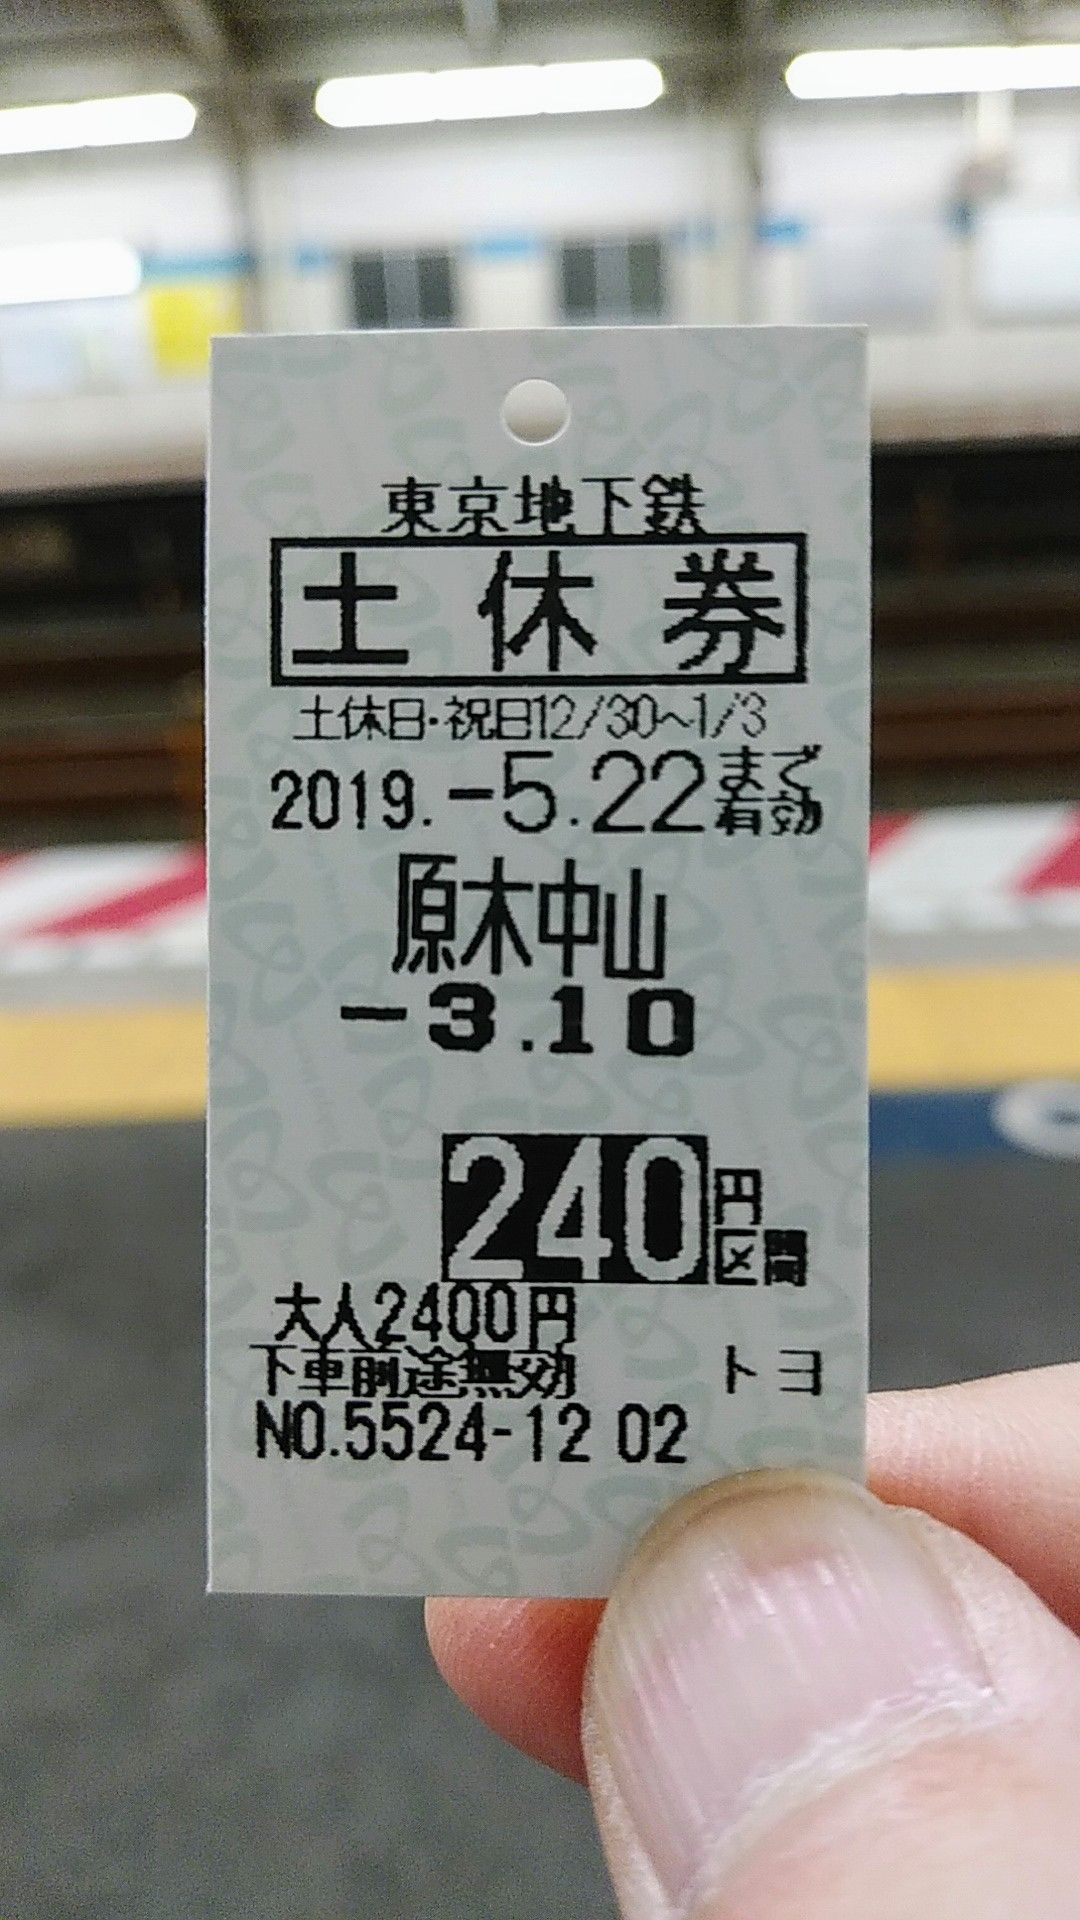 東京地下鉄
土休券
土休日・祝日12/30~1/3
2019.-5.22まで有効
原木中山
-3.10
240円区間
大人2400円
下車前途無効 トヨ
NO.5524-12 02